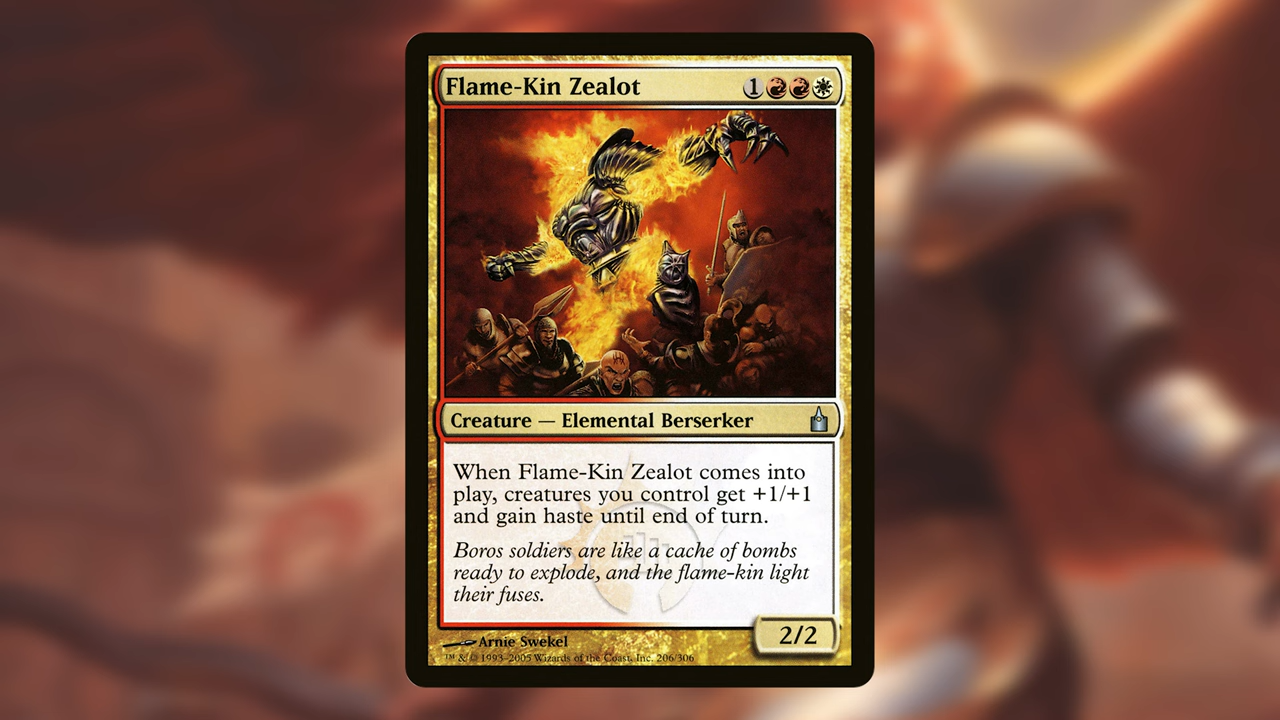 Flame-Kin Zealot 1
Creature — Elemental Berserker
When Flame-Kin Zealot comes into
play, creatures you control get +1/+1
and gain haste until end of turn.
Boros soldiers are like a cache of bombs
ready to explode, and the flame-kin light
their fuses.
2/2
Arnie Swekel
™ & © 1993–2005 Wizards of the Coast, Inc. 206/306